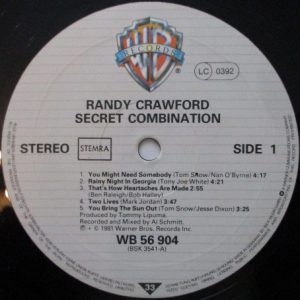 WB
RECORDS
LC 0392
RANDY CRAWFORD
SECRET COMBINATION
STEREO STEMRA SIDE 1
1. You Might Need Somebody (Tom Snow/Nan O'Byrne) 4:17
2. Rainy Night In Georgia (Tony Joe White) 4:21
3. That's How Heartaches Are Made 2:55
(Ben Raleigh/Bob Halley)
4. Two Lives (Mark Jordan) 3:47
5. You Bring The Sun Out (Tom Snow/Jesse Dixon) 3:25
Produced by Tommy Lipuma.
Recorded and Mixed by Al Schmitt.
℗ + © 1981 Warner Bros. Records Inc.
WB 56 904
(BSK 3541-A)
33